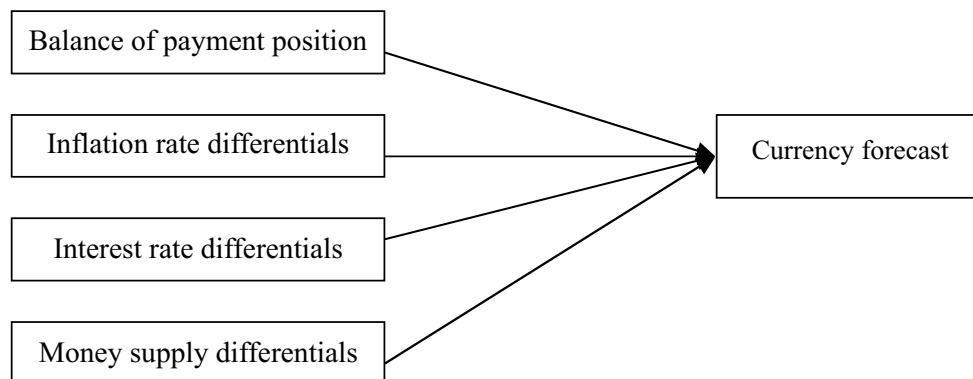 Balance of payment position
Inflation rate differentials
Currency forecast
Interest rate differentials
Money supply differentials